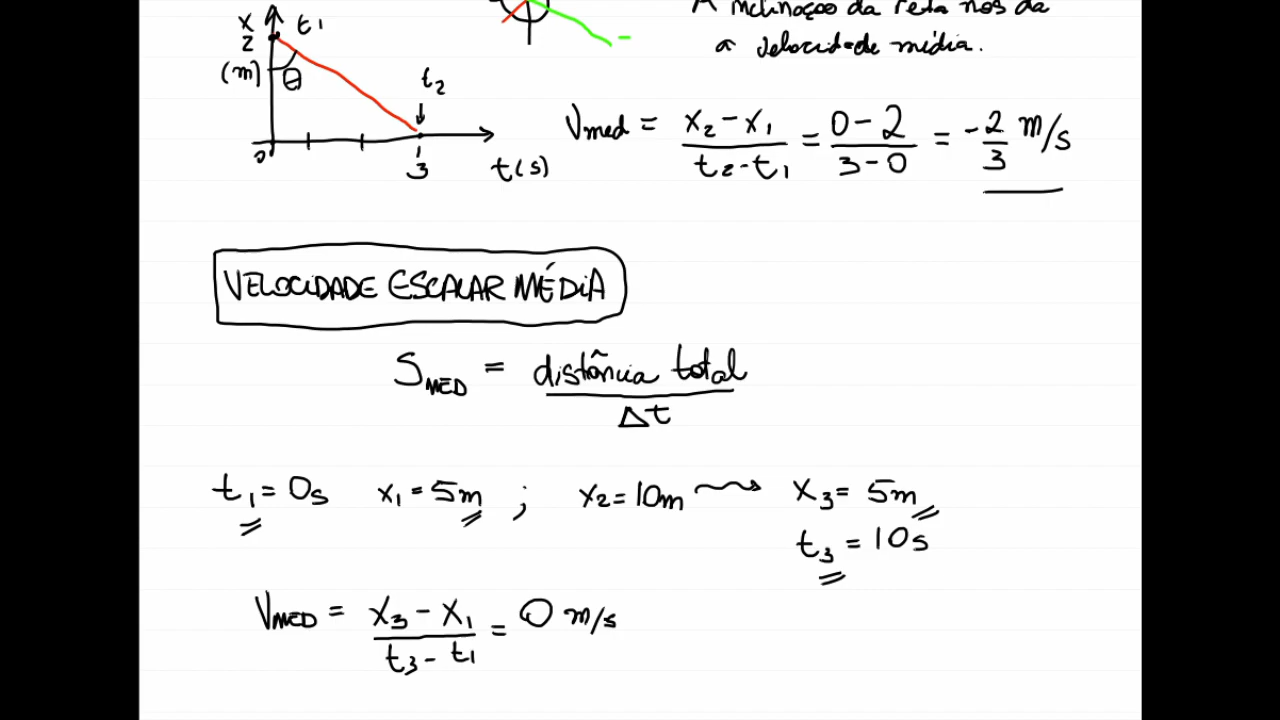 A inclinação da reta nos dá
a velocidade média.
x t1
2
(m) θ
t2
0 3 t(s)
Vmed = x2 - x1 / t2 - t1 = 0 - 2 / 3 - 0 = -2/3 m/s
VELOCIDADE ESCALAR MÉDIA
SMED = distância total / Δt
t1 = 0s x1 = 5m ; x2 = 10m ⟿ x3 = 5m
t3 = 10s
VMED = x3 - x1 / t3 - t1 = 0 m/s